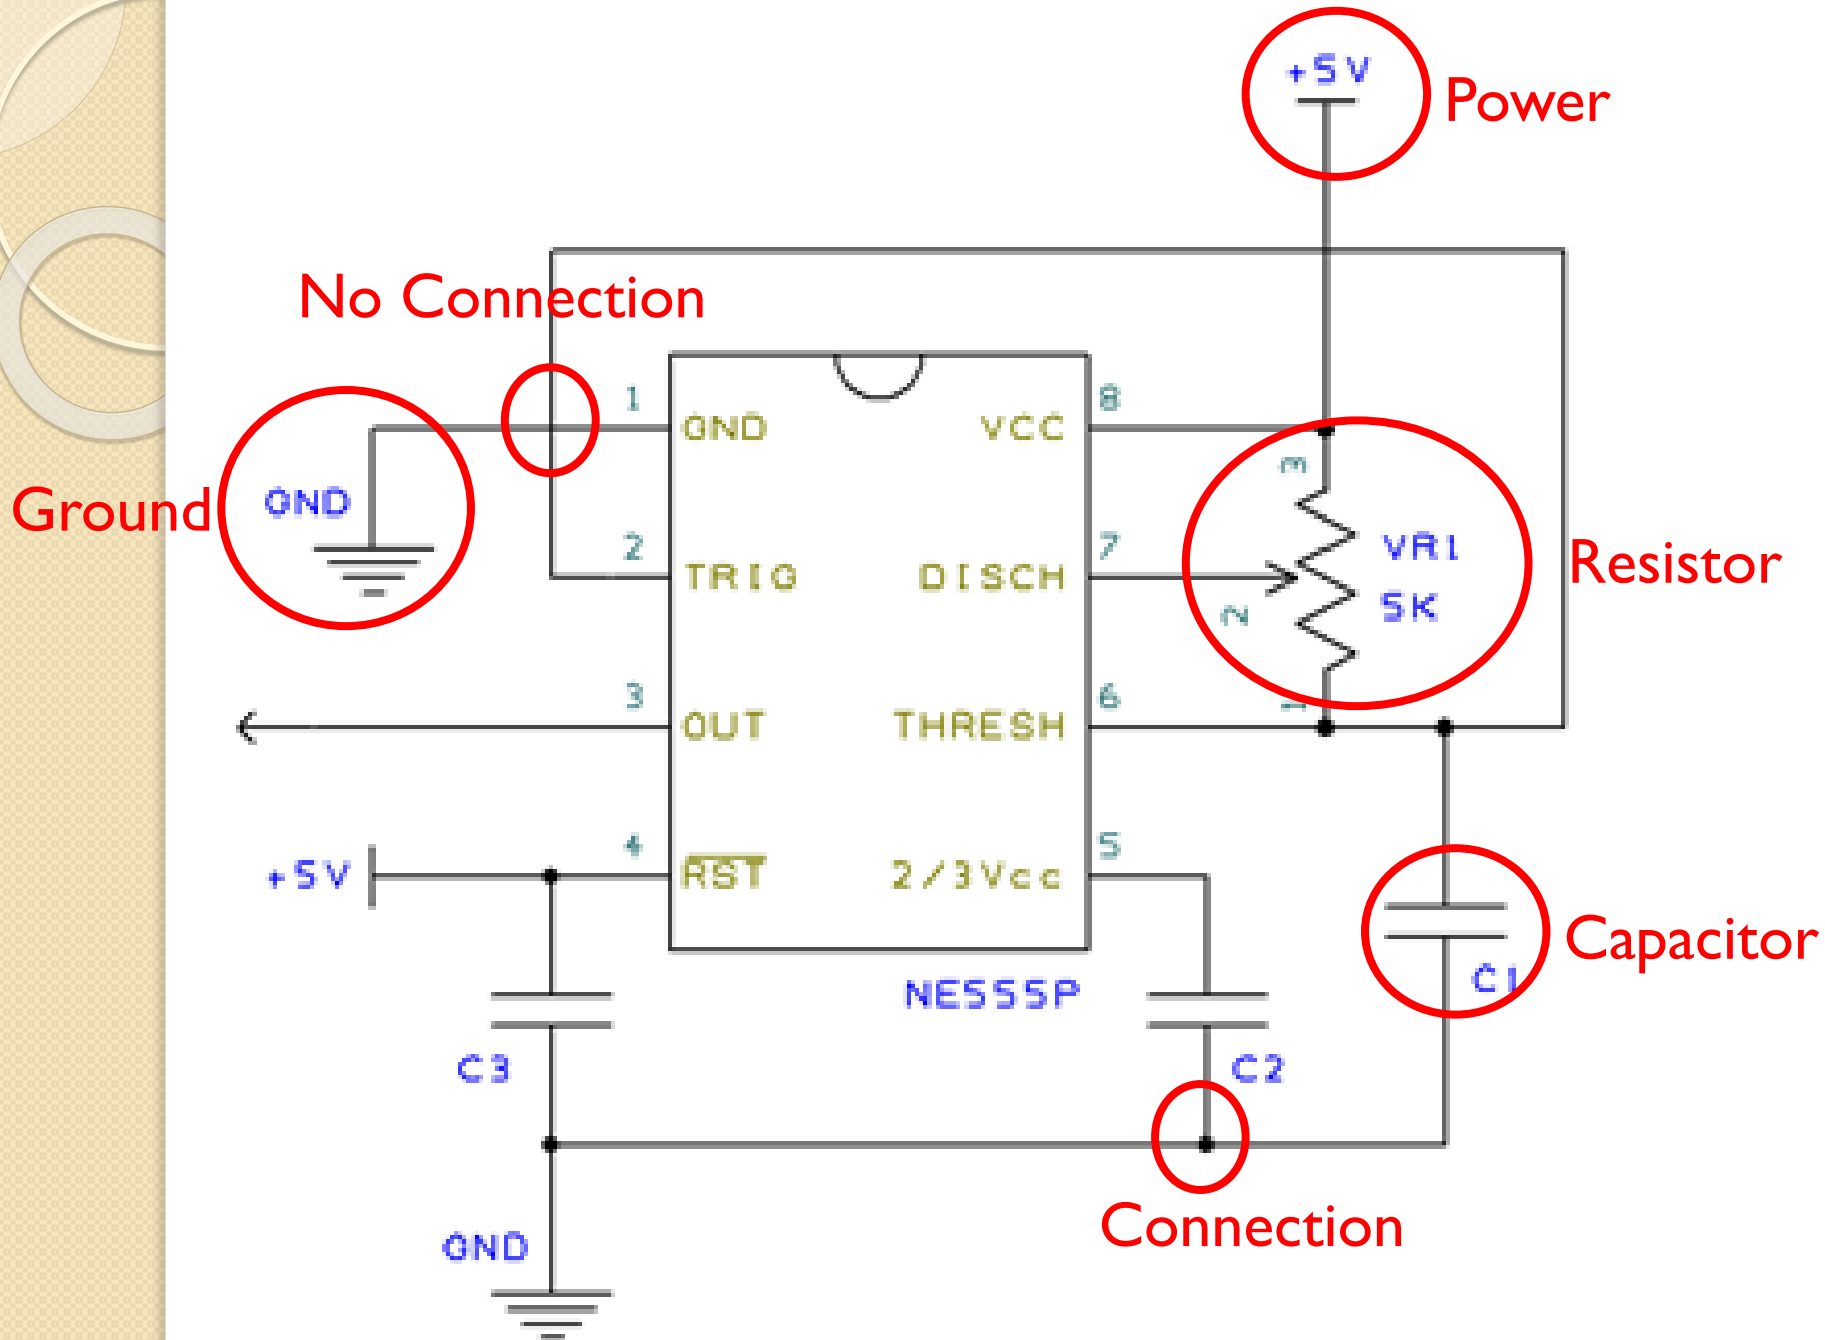 +5V
Power
No Connection
1
GND
VCC
8
3
Ground
GND
2
TRIG
DISCH
7
2
VR1
5K
Resistor
3
OUT
THRESH
6
1
+5V
4
RST
2/3Vcc
5
Capacitor
C1
NE555P
C3
C2
Connection
GND